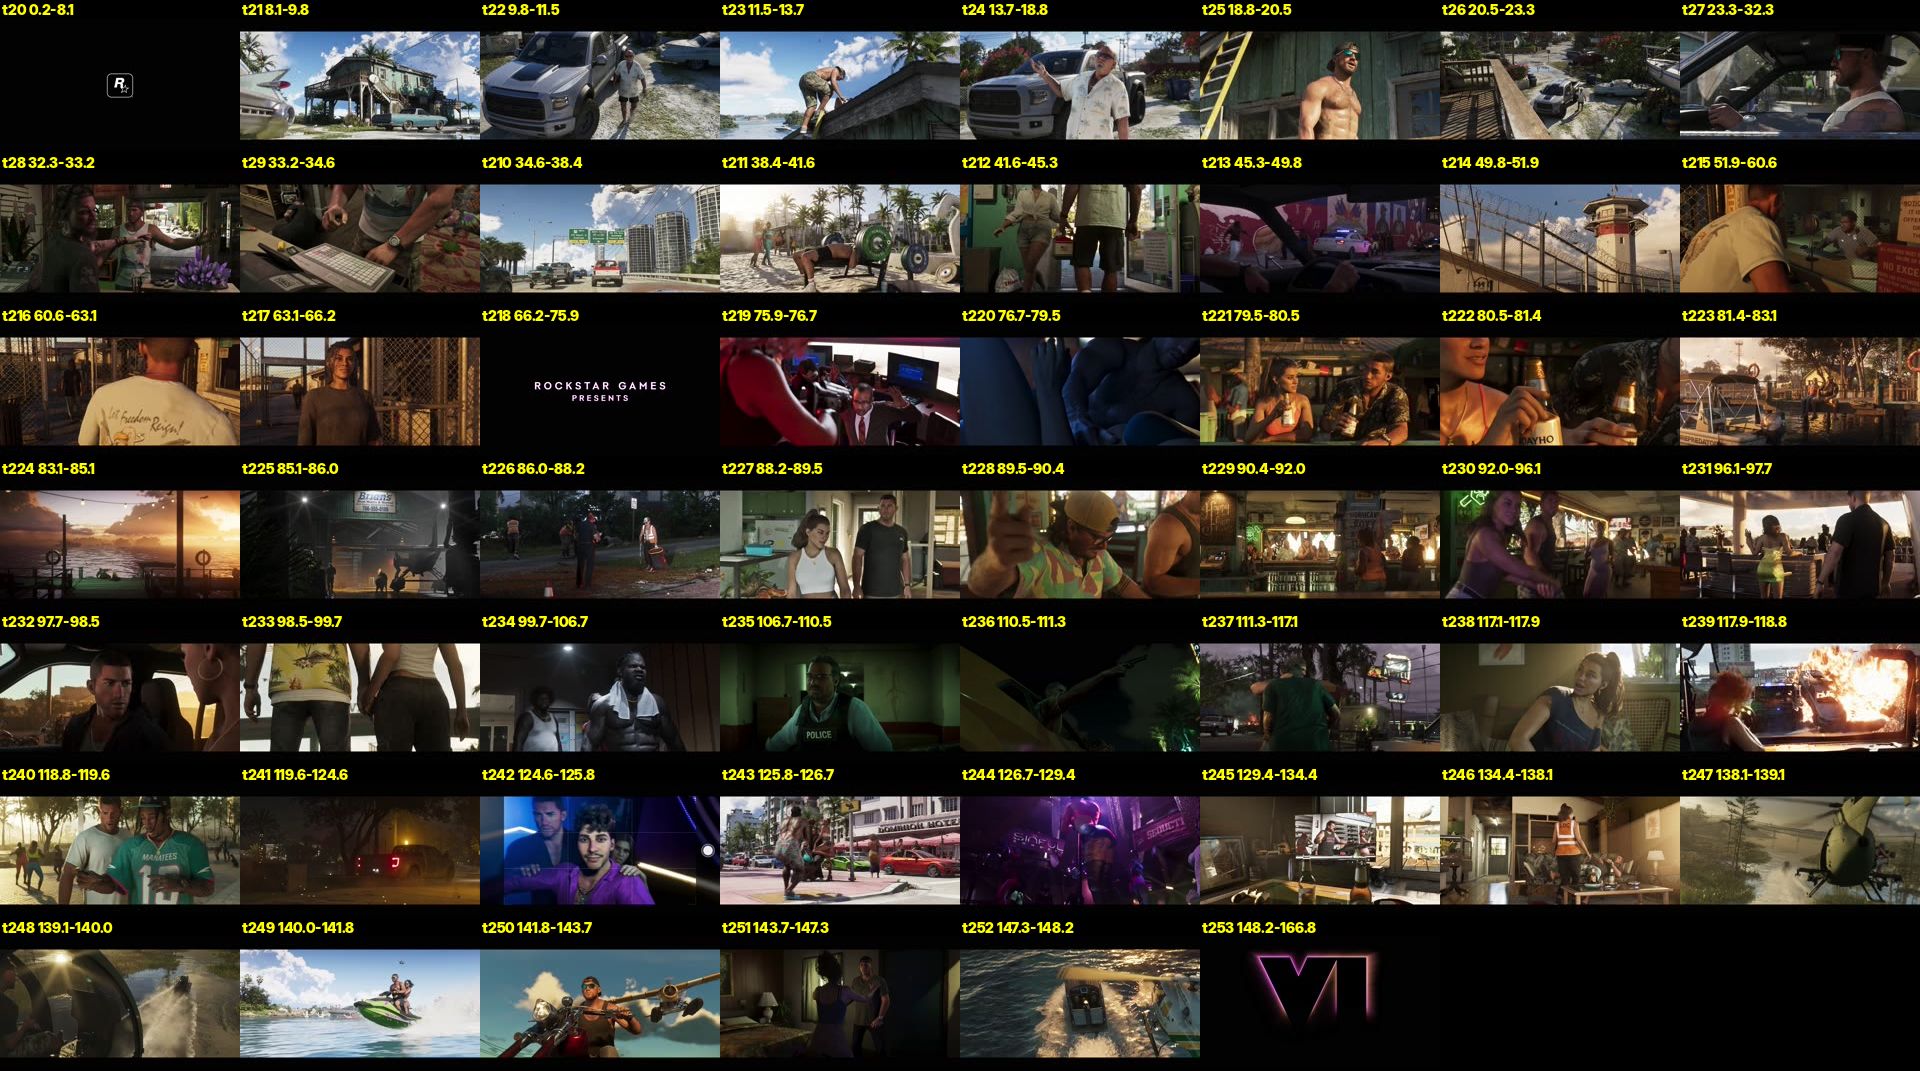 t20 0.2-8.1
t21 8.1-9.8
t22 9.8-11.5
t23 11.5-13.7
t24 13.7-18.8
t25 18.8-20.5
t26 20.5-23.3
t27 23.3-32.3
R
t28 32.3-33.2
t29 33.2-34.6
t210 34.6-38.4
t211 38.4-41.6
t212 41.6-45.3
t213 45.3-49.8
t214 49.8-51.9
t215 51.9-60.6
NO EXCE
t216 60.6-63.1
t217 63.1-66.2
t218 66.2-75.9
t219 75.9-76.7
t220 76.7-79.5
t221 79.5-80.5
t222 80.5-81.4
t223 81.4-83.1
Let Freedom
Reign!
ROCKSTAR GAMES
PRESENTS
t224 83.1-85.1
t225 85.1-86.0
t226 86.0-88.2
t227 88.2-89.5
t228 89.5-90.4
t229 90.4-92.0
t230 92.0-96.1
t231 96.1-97.7
Brian's
t232 97.7-98.5
t233 98.5-99.7
t234 99.7-106.7
t235 106.7-110.5
t236 110.5-111.3
t237 111.3-117.1
t238 117.1-117.9
t239 117.9-118.8
POLICE
t240 118.8-119.6
t241 119.6-124.6
t242 124.6-125.8
t243 125.8-126.7
t244 126.7-129.4
t245 129.4-134.4
t246 134.4-138.1
t247 138.1-139.1
MANATEES
t248 139.1-140.0
t249 140.0-141.8
t250 141.8-143.7
t251 143.7-147.3
t252 147.3-148.2
t253 148.2-166.8
VI